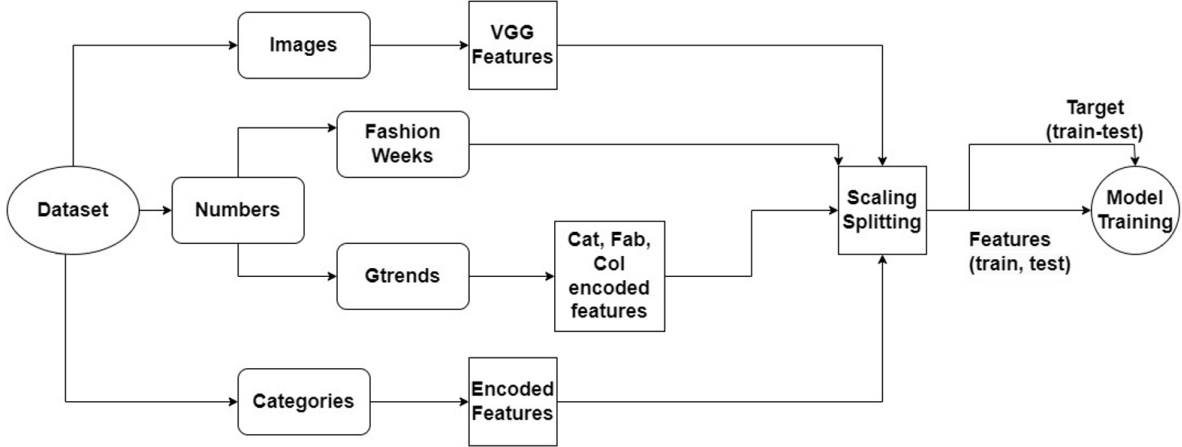 Images
VGG
Features
Fashion
Weeks
Target
(train-test)
Dataset
Numbers
Scaling
Splitting
Model
Training
Features
(train, test)
Gtrends
Cat, Fab,
Col
encoded
features
Categories
Encoded
Features